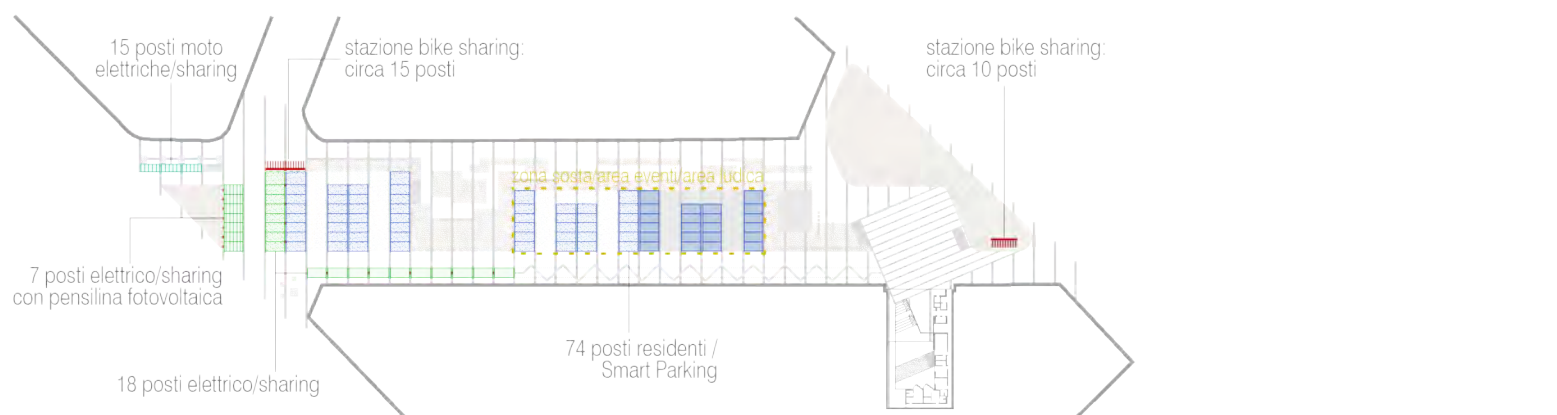 15 posti moto
elettriche/sharing
stazione bike sharing:
circa 15 posti
stazione bike sharing:
circa 10 posti
zona sosta/area eventi/area ludica
7 posti elettrico/sharing
con pensilina fotovoltaica
74 posti residenti /
Smart Parking
18 posti elettrico/sharing